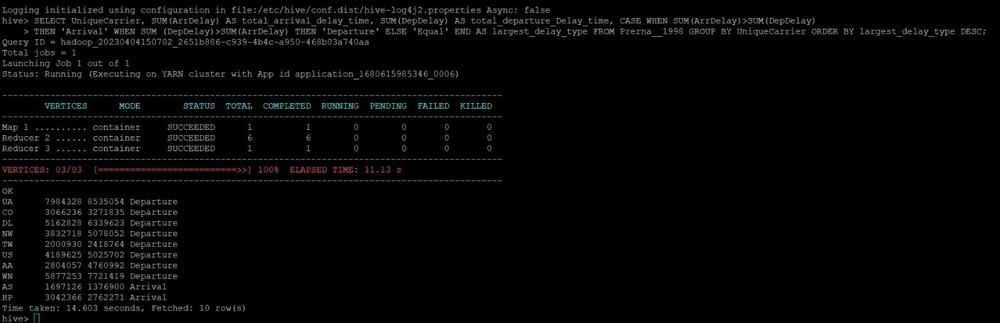 Logging initialized using configuration in file:/etc/hive/conf.dist/hive-log4j2.properties Async: false
hive> SELECT UniqueCarrier, SUM(ArrDelay) AS total_arrival_delay_time, SUM(DepDelay) AS total_departure_Delay_time, CASE WHEN SUM(ArrDelay)>SUM(DepDelay)
    > THEN 'Arrival' WHEN SUM (DepDelay)>SUM(ArrDelay) THEN 'Departure' ELSE 'Equal' END AS largest_delay_type FROM Prerna__1998 GROUP BY UniqueCarrier ORDER BY largest_delay_type DESC;
Query ID = hadoop_20230404150702_2651b886-c939-4b4c-a950-468b03a740aa
Total jobs = 1
Launching Job 1 out of 1
Status: Running (Executing on YARN cluster with App id application_1680615985346_0006)
----------------------------------------------------------------------------------------------
        VERTICES      MODE        STATUS  TOTAL  COMPLETED  RUNNING  PENDING  FAILED  KILLED
----------------------------------------------------------------------------------------------
Map 1 .......... container     SUCCEEDED      1          1        0        0       0       0
Reducer 2 ...... container     SUCCEEDED      6          6        0        0       0       0
Reducer 3 ...... container     SUCCEEDED      1          1        0        0       0       0
----------------------------------------------------------------------------------------------
VERTICES: 03/03  [==========================>>] 100%  ELAPSED TIME: 11.13 s
----------------------------------------------------------------------------------------------
OK
UA      7984328 8535054 Departure
CO      3066236 3271835 Departure
DL      5162828 6339623 Departure
NW      3832718 5078052 Departure
TW      2000930 2418764 Departure
US      4189625 5025702 Departure
AA      2804057 4760992 Departure
WN      5877253 7721419 Departure
AS      1697126 1376900 Arrival
HP      3042366 2762271 Arrival
Time taken: 14.603 seconds, Fetched: 10 row(s)
hive>